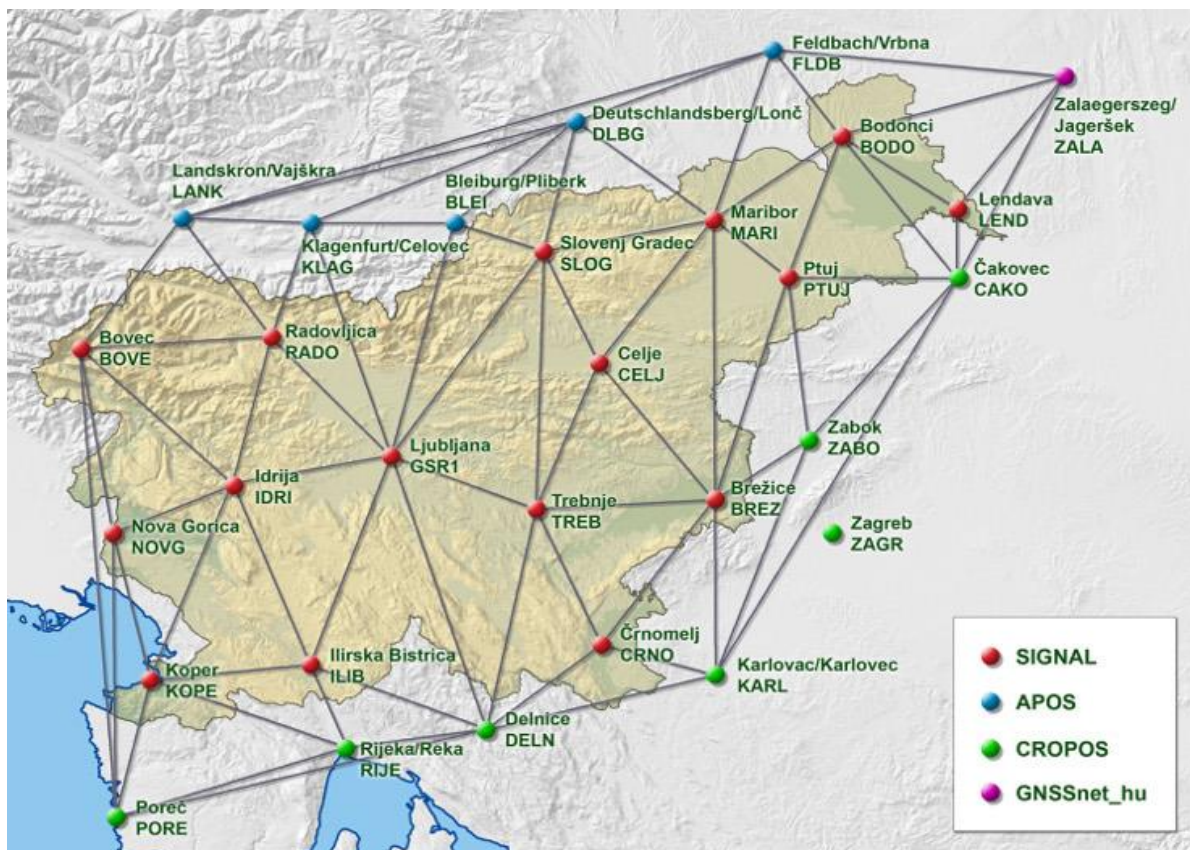 Feldbach/Vrbna
FLDB
Zalaegerszeg/
Jageršek
ZALA
Deutschlandsberg/Lonč
DLBG
Bodonci
BODO
Landskron/Vajškra
LANK
Bleiburg/Pliberk
BLEI
Lendava
LEND
Maribor
MARI
Klagenfurt/Celovec
KLAG
Slovenj Gradec
SLOG
Ptuj
PTUJ
Čakovec
CAKO
Bovec
BOVE
Radovljica
RADO
Celje
CELJ
Zabok
ZABO
Ljubljana
GSR1
Idrija
IDRI
Trebnje
TREB
Brežice
BREZ
Nova Gorica
NOVG
Zagreb
ZAGR
Črnomelj
CRNO
Koper
KOPE
Ilirska Bistrica
ILIB
Karlovac/Karlovec
KARL
Delnice
DELN
Rijeka/Reka
RIJE
Poreč
PORE
SIGNAL
APOS
CROPOS
GNSSnet_hu